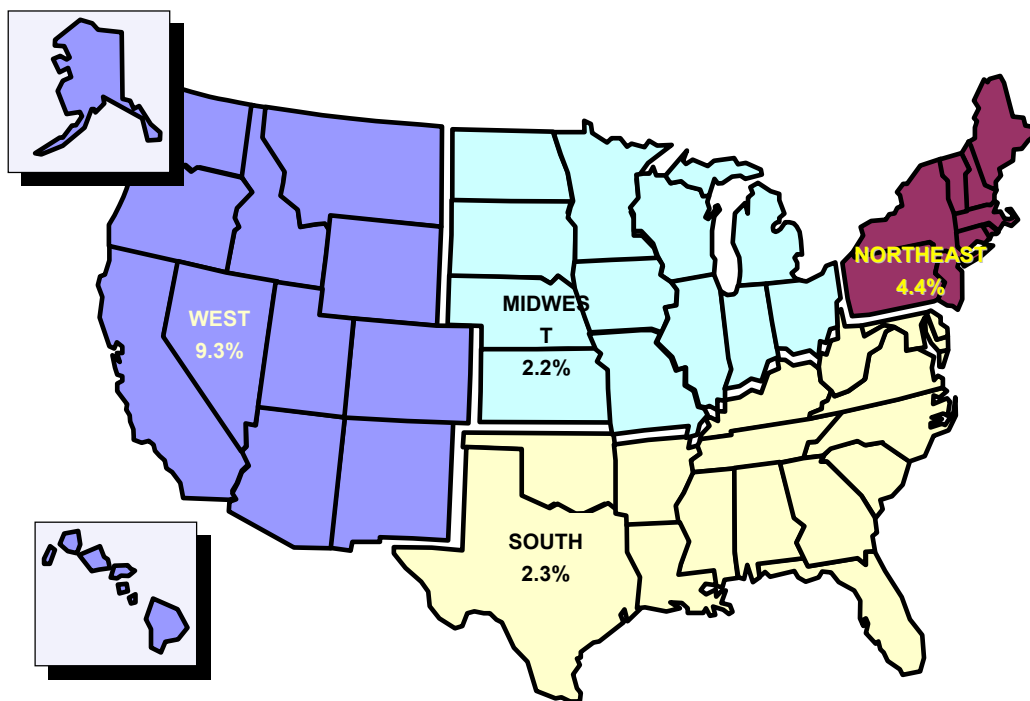 NORTHEAST
4.4%
WEST
9.3%
MIDWES
T
2.2%
SOUTH
2.3%